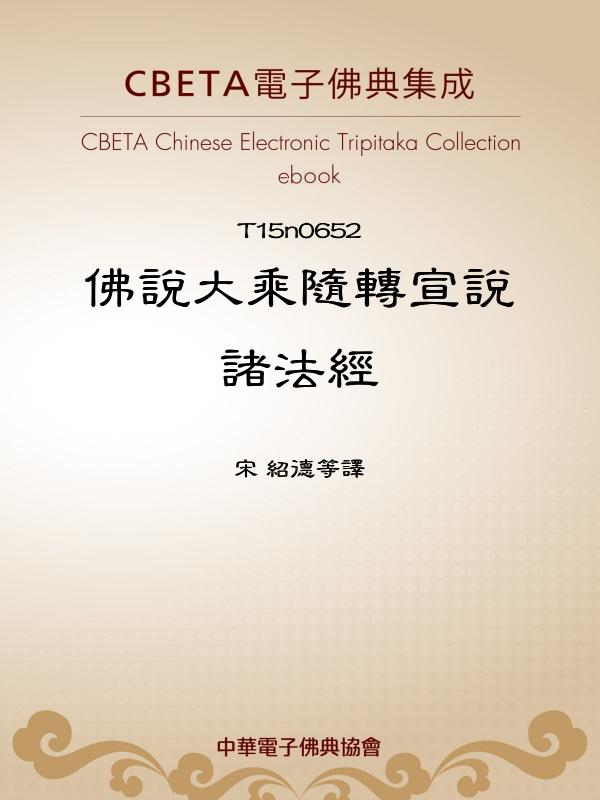 CBETA電子佛典集成
CBETA Chinese Electronic Tripitaka Collection
ebook
T15n0652
佛說大乘隨轉宣說
諸法經
宋 紹德等譯
中華電子佛典協會